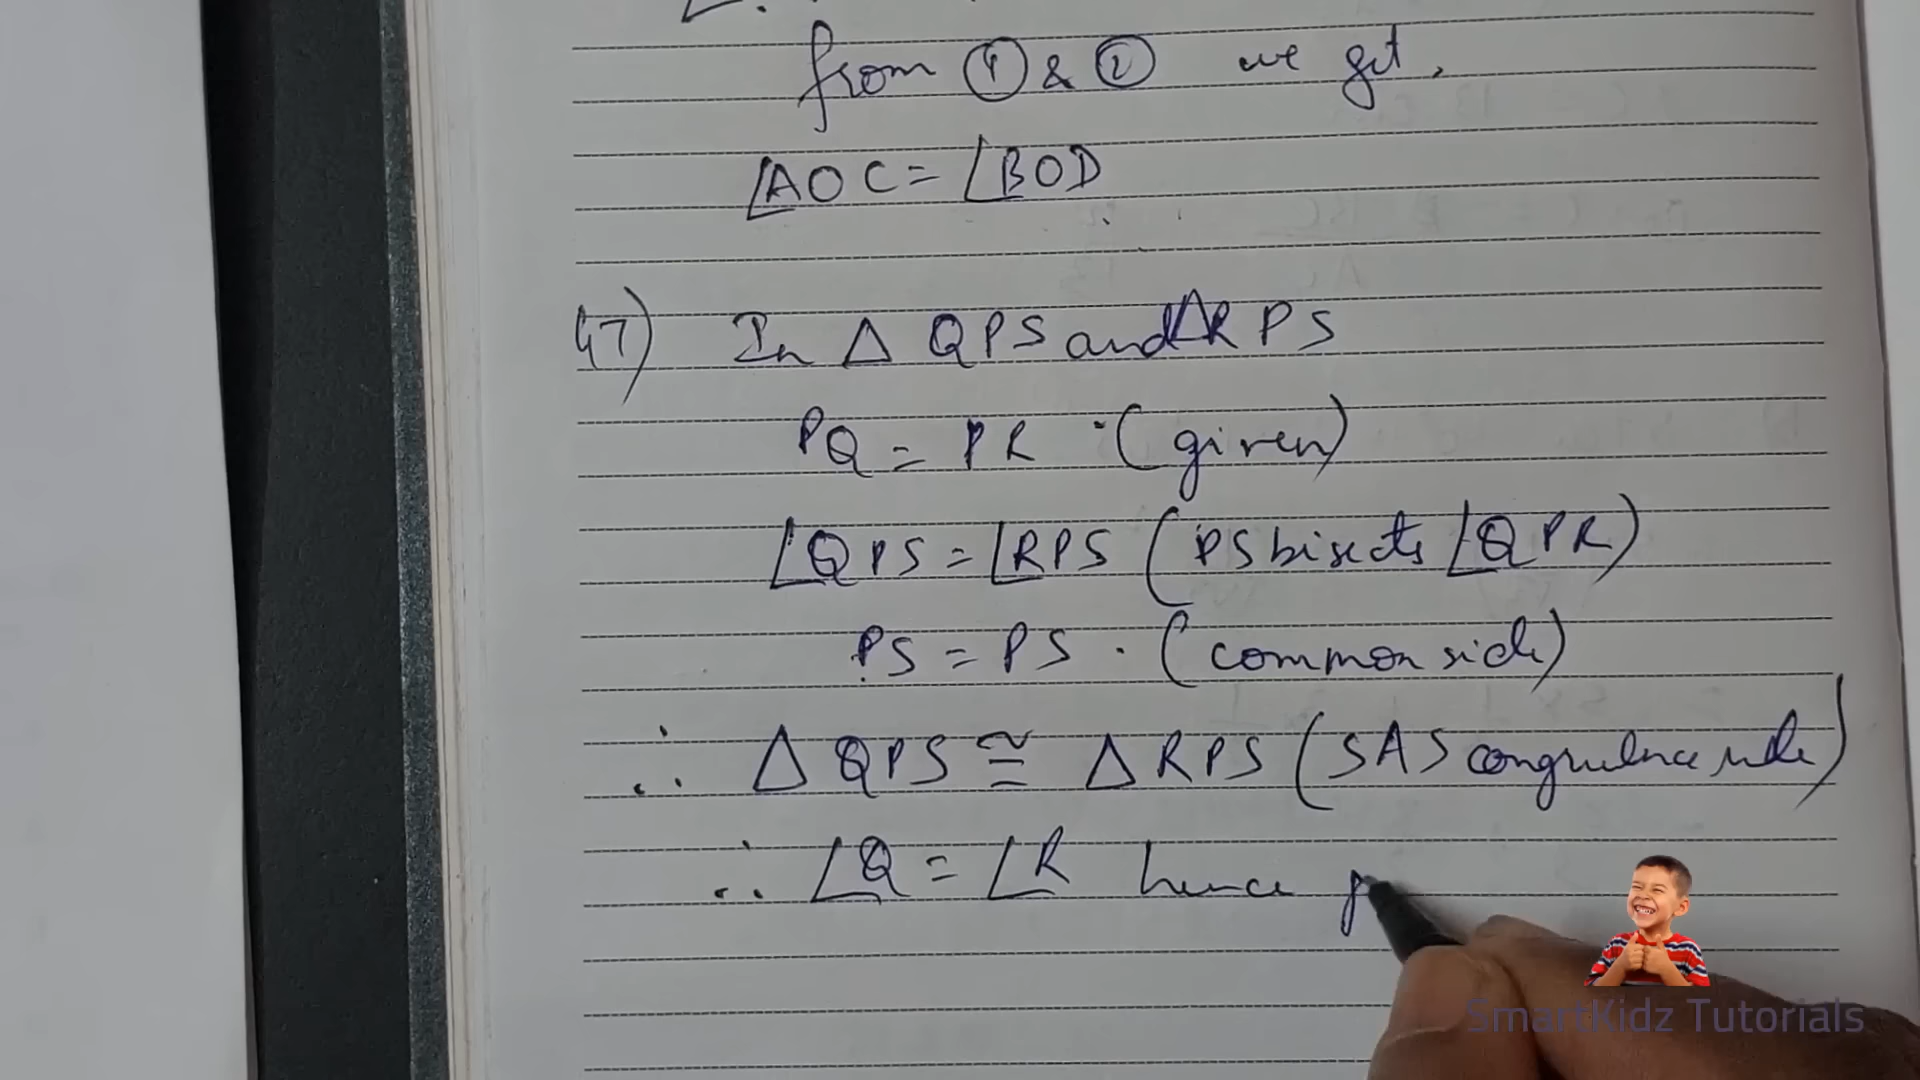 from ① & ② we get,
∠AOC = ∠BOD
47) In Δ QPS and ΔRPS
PQ = PR (given)
∠QPS = ∠RPS (PS bisects ∠QPR)
PS = PS . (common side)
∴ Δ QPS ≅ Δ RPS (SAS congruence rule)
∴ ∠Q = ∠R hence p
SmartKidz Tutorials